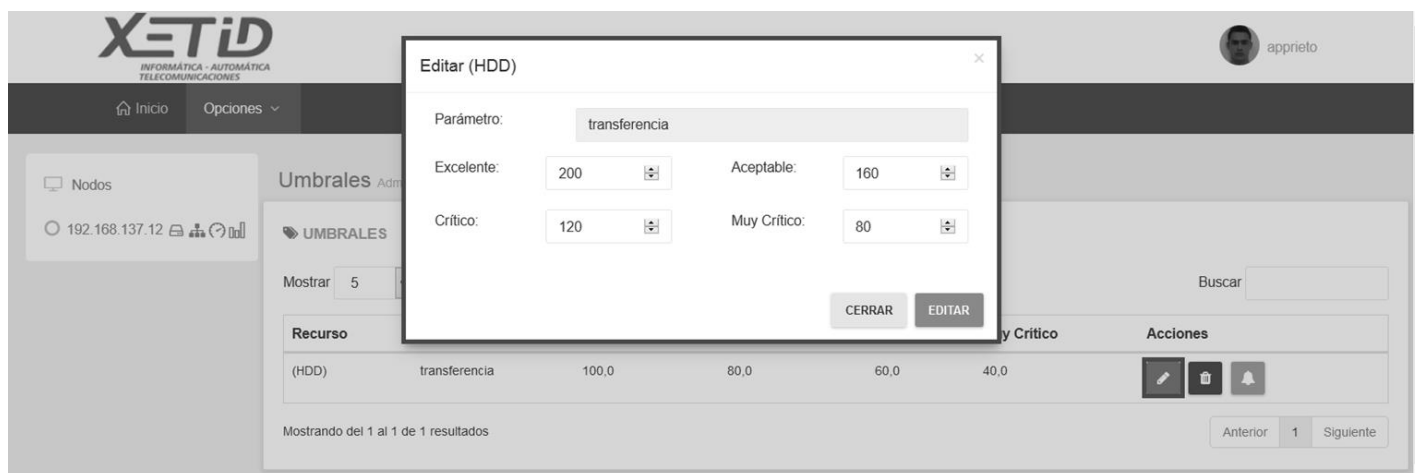 XETiD
INFORMÁTICA - AUTOMÁTICA
TELECOMUNICACIONES
apprieto
Inicio Opciones
Editar (HDD) ×
Parámetro: transferencia
Excelente: 200 Aceptable: 160
Crítico: 120 Muy Crítico: 80
CERRAR EDITAR
Nodos
192.168.137.12
Umbrales
UMBRALES
Mostrar 5 Buscar
Recurso Critico Acciones
(HDD) transferencia 100,0 80,0 60,0 40,0
Mostrando del 1 al 1 de 1 resultados Anterior 1 Siguiente